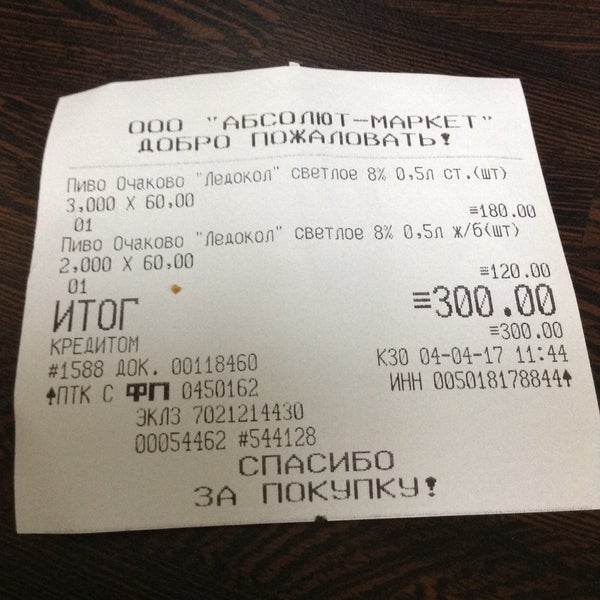 ООО "АБСОЛЮТ-МАРКЕТ"
ДОБРО ПОЖАЛОВАТЬ!
Пиво Очаково "Ледокол" светлое 8% 0,5л ст.(шт)
3,000 X 60,00
≡180.00
01
Пиво Очаково "Ледокол" светлое 8% 0,5л ж/б(шт)
2,000 X 60,00
≡120.00
01
ИТОГ ≡300.00
КРЕДИТОМ ≡300.00
#1588 ДОК. 00118460 К30 04-04-17 11:44
ПТК С ФП 0450162 ИНН 005018178844
ЭКЛЗ 7021214430
00054462 #544128
СПАСИБО
ЗА ПОКУПКУ!